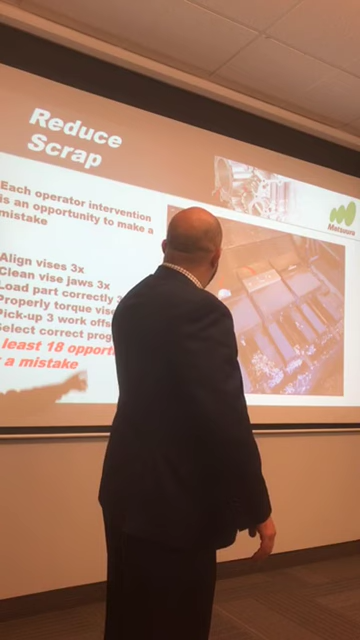 Reduce
Scrap
Matsuura
Each operator intervention
is an opportunity to make a
mistake
Align vises 3x
Clean vise jaws 3x
Load part correctly
Properly torque vise
Pick-up 3 work offs
Select correct prog
least 18 opport
a mistake